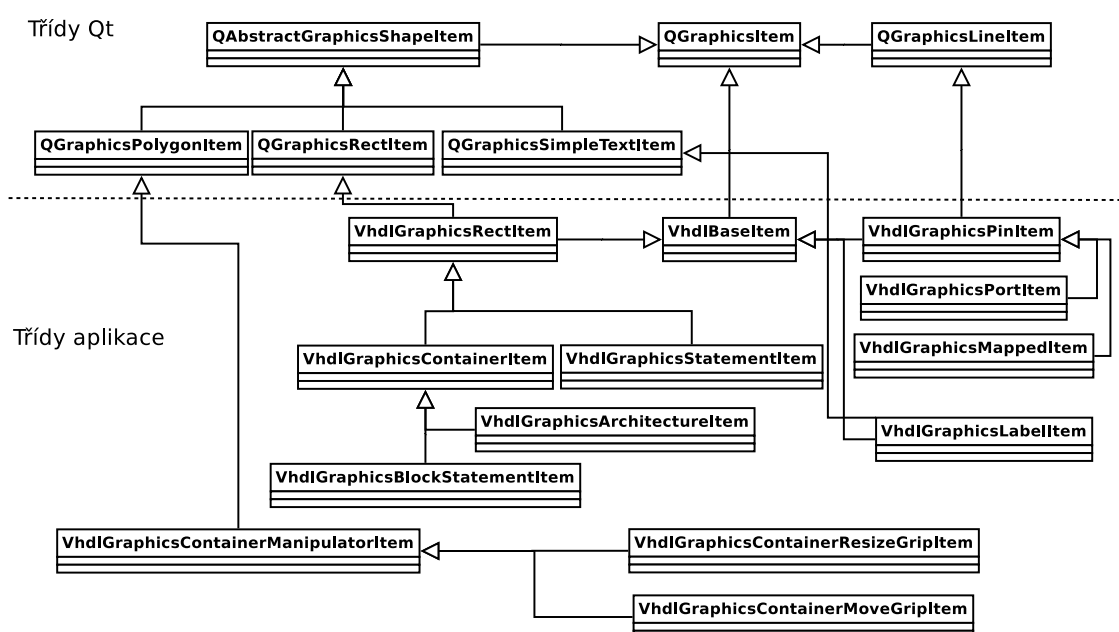 Třídy Qt
QAbstractGraphicsShapeItem
QGraphicsItem
QGraphicsLineItem
QGraphicsPolygonItem
QGraphicsRectItem
QGraphicsSimpleTextItem
VhdlGraphicsRectItem
VhdlBaseItem
VhdlGraphicsPinItem
VhdlGraphicsPortItem
Třídy aplikace
VhdlGraphicsMappedItem
VhdlGraphicsContainerItem
VhdlGraphicsStatementItem
VhdlGraphicsArchitectureItem
VhdlGraphicsLabelItem
VhdlGraphicsBlockStatementItem
VhdlGraphicsContainerManipulatorItem
VhdlGraphicsContainerResizeGripItem
VhdlGraphicsContainerMoveGripItem